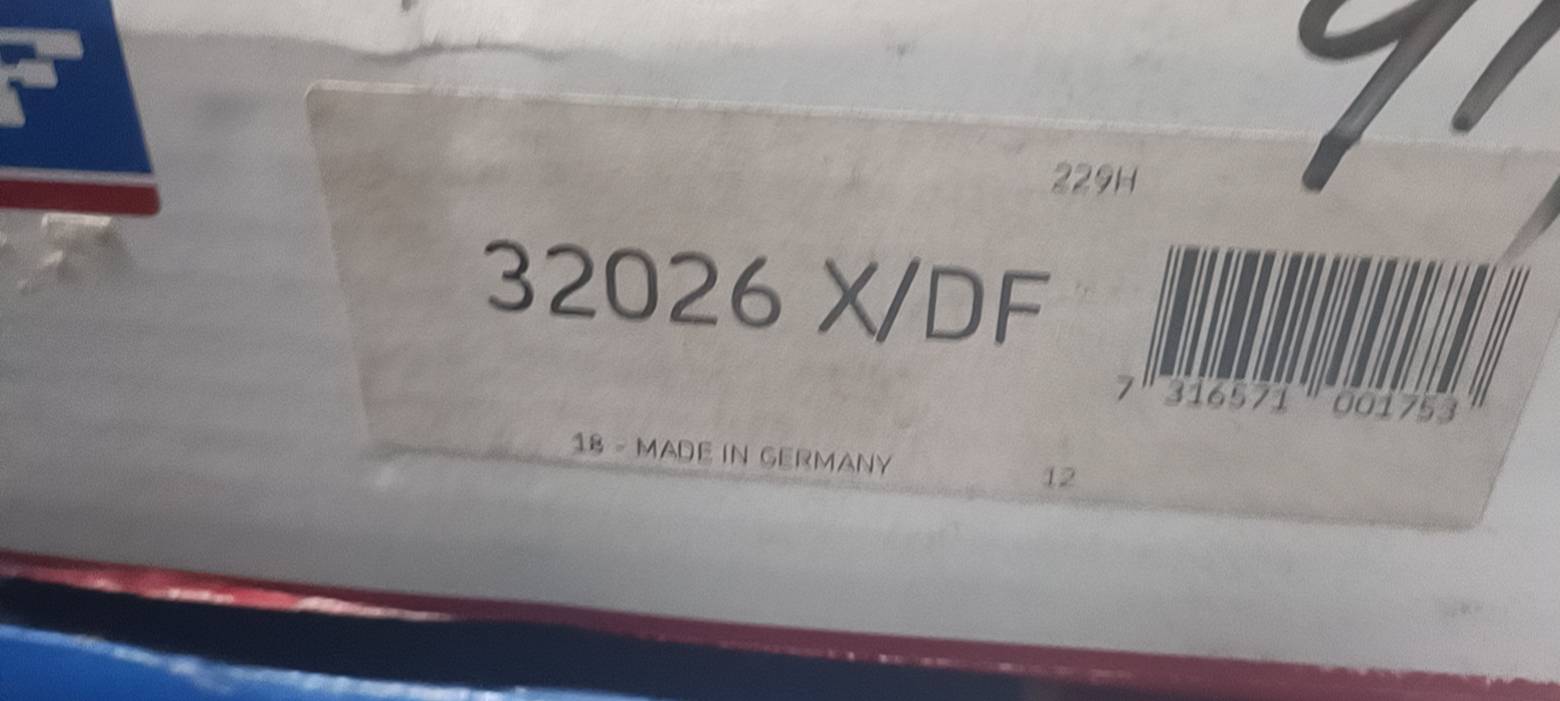 F
229H
32026 X/DF
7 316571 001753
18 - MADE IN GERMANY
12